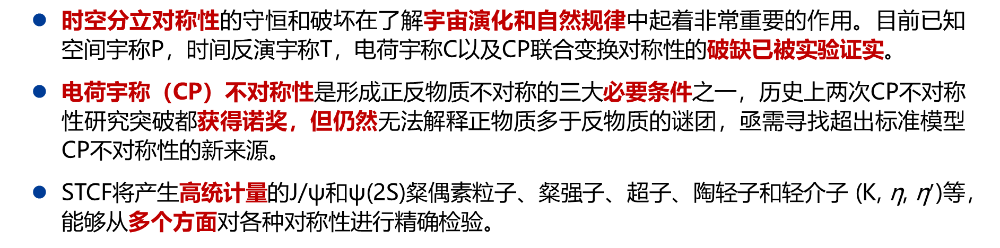 ● 时空分立对称性的守恒和破坏在了解宇宙演化和自然规律中起着非常重要的作用。目前已知
空间宇称P，时间反演宇称T，电荷宇称C以及CP联合变换对称性的破缺已被实验证实。
● 电荷宇称（CP）不对称性是形成正反物质不对称的三大必要条件之一，历史上两次CP不对称
性研究突破都获得诺奖，但仍然无法解释正物质多于反物质的谜团，亟需寻找超出标准模型
CP不对称性的新来源。
● STCF将产生高统计量的J/ψ和ψ(2S)粲偶素粒子、粲强子、超子、陶轻子和轻介子 (K, η, η′)等，
能够从多个方面对各种对称性进行精确检验。